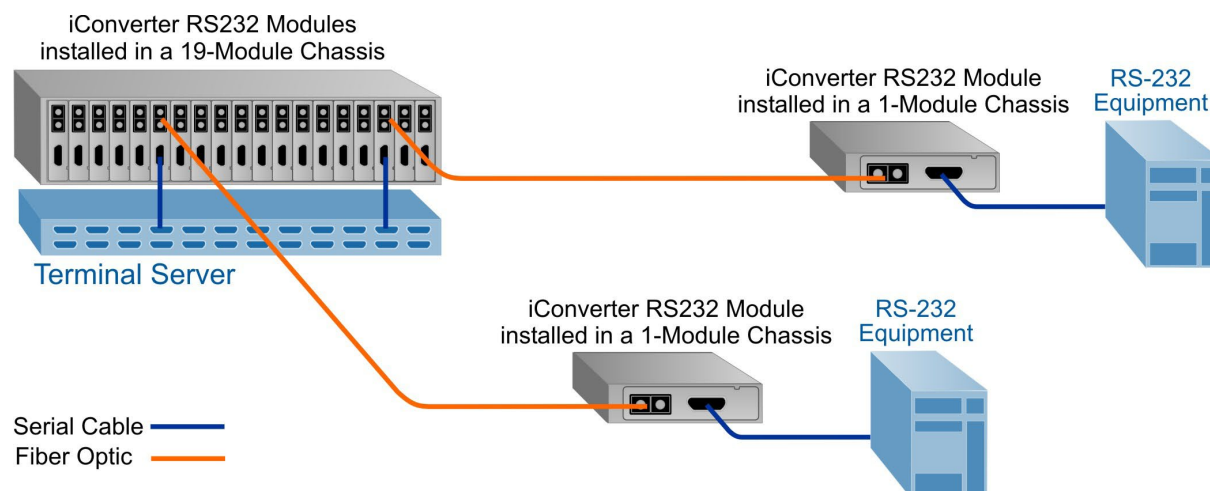 iConverter RS232 Modules
installed in a 19-Module Chassis
iConverter RS232 Module
installed in a 1-Module Chassis
RS-232
Equipment
Terminal Server
iConverter RS232 Module
installed in a 1-Module Chassis
RS-232
Equipment
Serial Cable
Fiber Optic